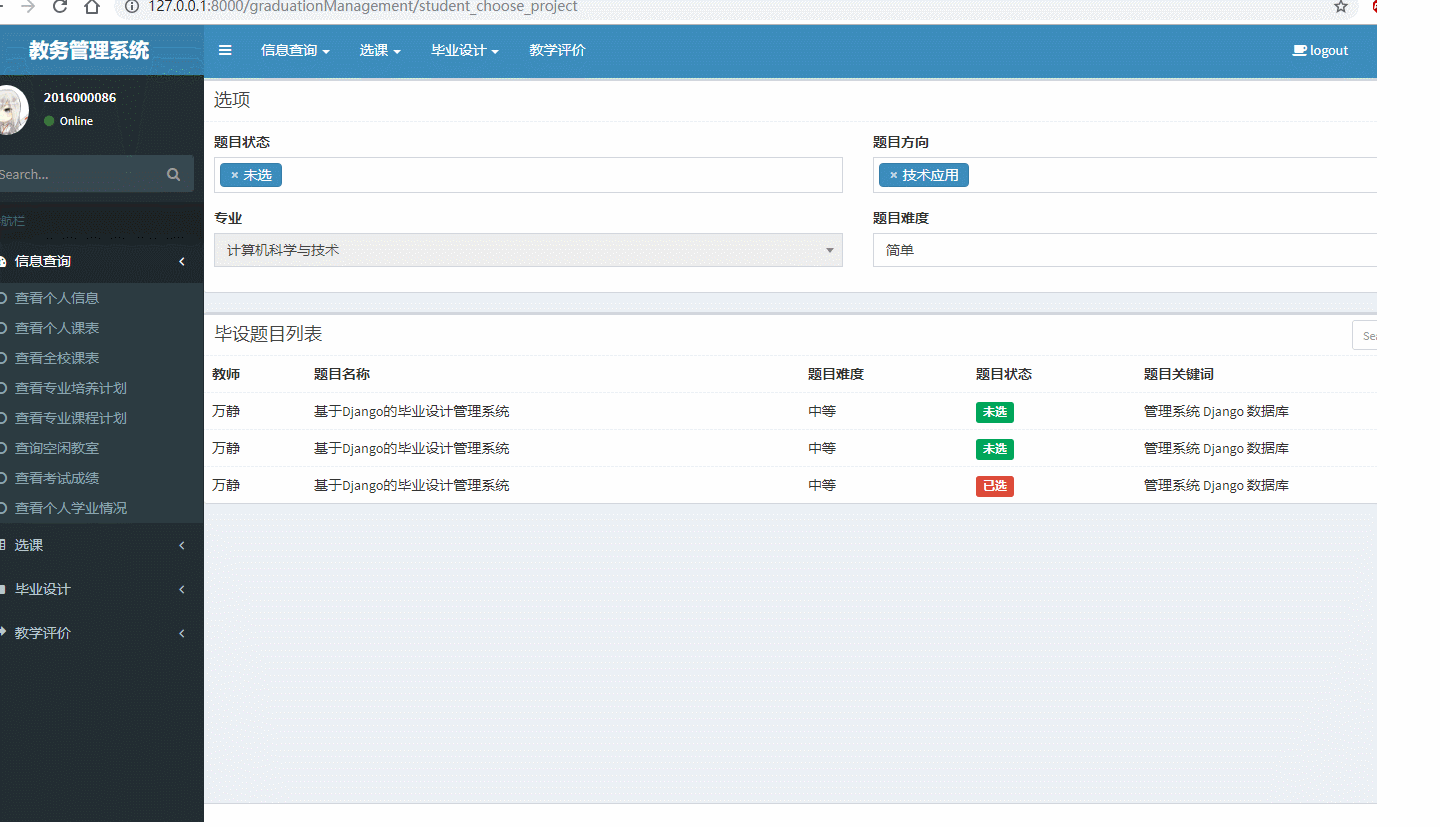 127.0.0.1:8000/graduationManagement/student_choose_project
教务管理系统
信息查询
选课
毕业设计
教学评价
logout
2016000086
Online
Search...
航栏
信息查询
查看个人信息
查看个人课表
查看全校课表
查看专业培养计划
查看专业课程计划
查询空闲教室
查看考试成绩
查看个人学业情况
选课
毕业设计
教学评价
选项
题目状态
题目方向
× 未选
× 技术应用
专业
题目难度
计算机科学与技术
简单
毕设题目列表
Sea
教师 题目名称 题目难度 题目状态 题目关键词
万静 基于Django的毕业设计管理系统 中等 未选 管理系统 Django 数据库
万静 基于Django的毕业设计管理系统 中等 未选 管理系统 Django 数据库
万静 基于Django的毕业设计管理系统 中等 已选 管理系统 Django 数据库